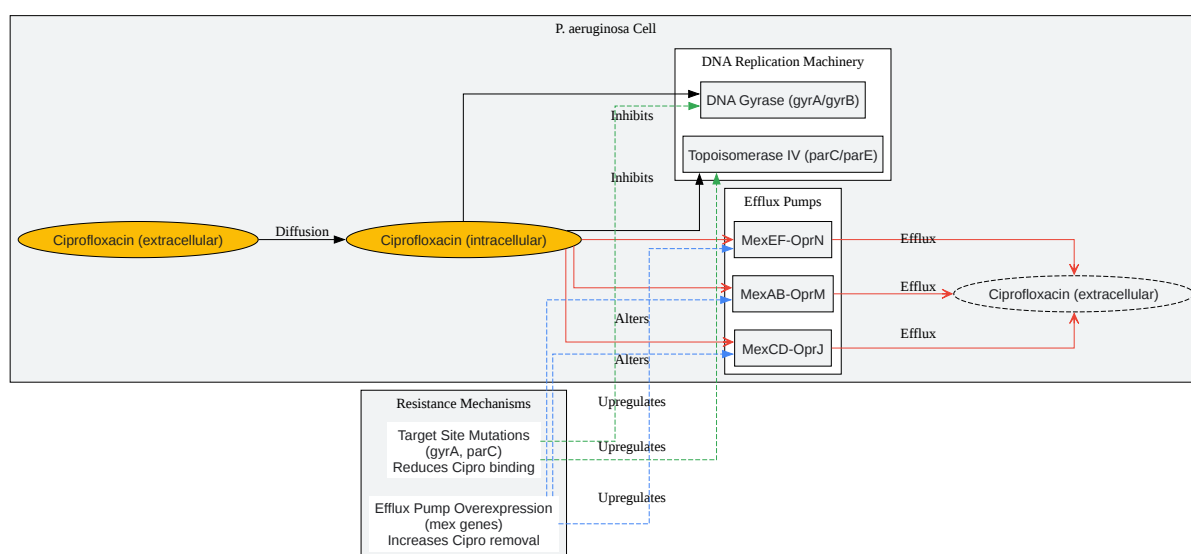 P. aeruginosa Cell
DNA Replication Machinery
DNA Gyrase (gyrA/gyrB)
Inhibits
Topoisomerase IV (parC/parE)
Inhibits
Efflux Pumps
Ciprofloxacin (extracellular)
Diffusion
Ciprofloxacin (intracellular)
MexEF-OprN
Efflux
MexAB-OprM
Efflux
Ciprofloxacin (extracellular)
Alters
MexCD-OprJ
Efflux
Alters
Resistance Mechanisms
Upregulates
Target Site Mutations
(gyrA, parC)
Reduces Cipro binding
Upregulates
Upregulates
Efflux Pump Overexpression
(mex genes)
Increases Cipro removal